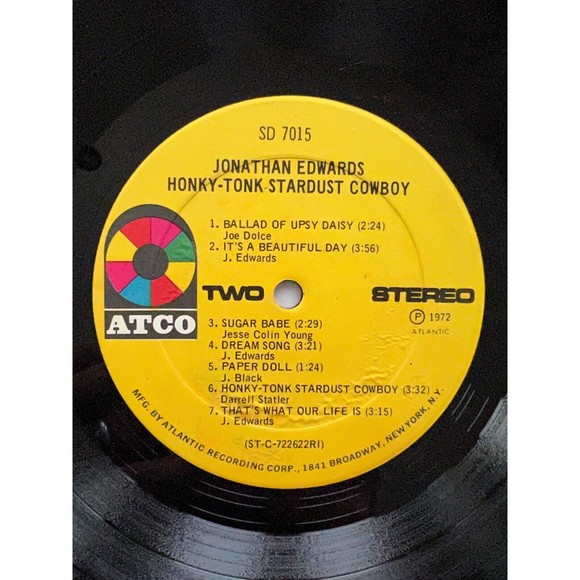 SD 7015
JONATHAN EDWARDS
HONKY-TONK STARDUST COWBOY
1. BALLAD OF UPSY DAISY (2:24)
Joe Dolce
2. IT'S A BEAUTIFUL DAY (3:56)
J. Edwards
ATCO
TWO
STEREO
Ⓟ 1972
ATLANTIC
3. SUGAR BABE (2:29)
Jesse Colin Young
4. DREAM SONG (3:21)
J. Edwards
5. PAPER DOLL (1:24)
J. Black
6. HONKY-TONK STARDUST COWBOY (3:32)
Darrell Statler
7. THAT'S WHAT OUR LIFE IS (3:15)
J. Edwards
(ST-C-722622RI)
MFG. BY ATLANTIC RECORDING CORP., 1841 BROADWAY, NEW YORK, N.Y.